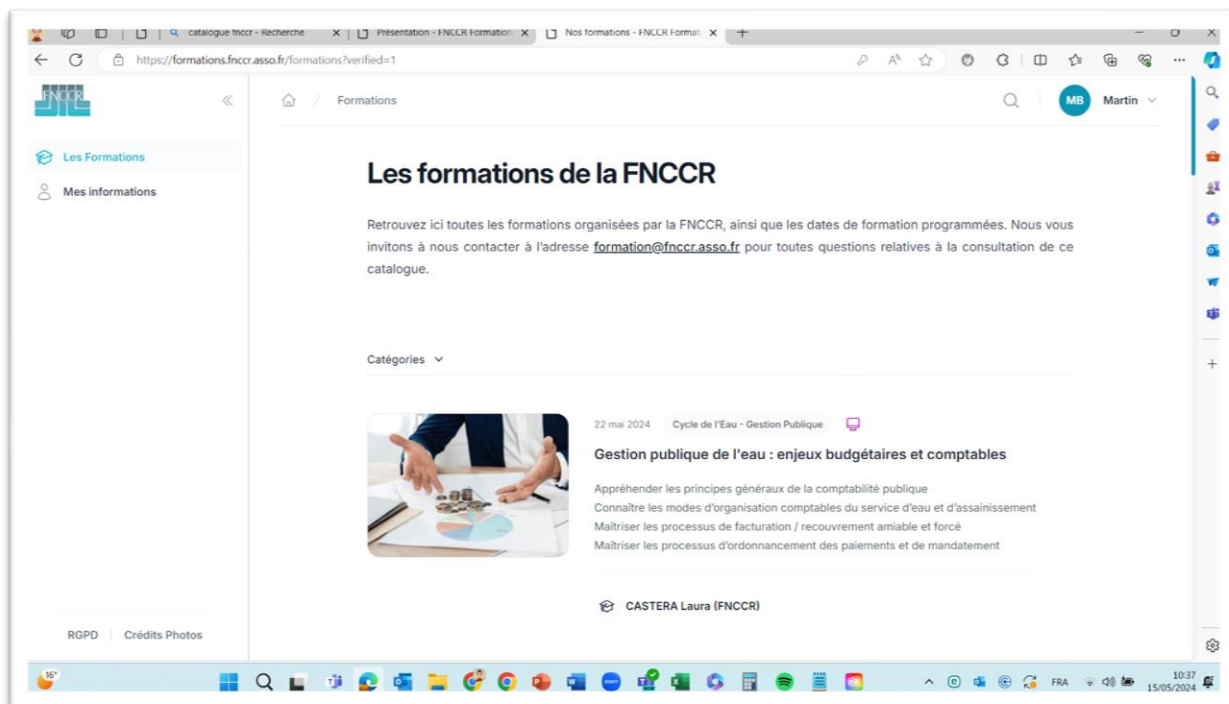 catalogue fnccr - Recherche
Présentation - FNCCR Formation
Nos formations - FNCCR Format
https://formations.fnccr.asso.fr/formations?verified=1
FNCCR
Formations
MB
Martin
Les Formations
Mes informations
Les formations de la FNCCR
Retrouvez ici toutes les formations organisées par la FNCCR, ainsi que les dates de formation programmées. Nous vous
invitons à nous contacter à l'adresse formation@fnccr.asso.fr pour toutes questions relatives à la consultation de ce
catalogue.
Catégories
22 mai 2024 Cycle de l'Eau - Gestion Publique
Gestion publique de l'eau : enjeux budgétaires et comptables
Appréhender les principes généraux de la comptabilité publique
Connaître les modes d'organisation comptables du service d'eau et d'assainissement
Maîtriser les processus de facturation / recouvrement amiable et forcé
Maîtriser les processus d'ordonnancement des paiements et de mandatement
CASTERA Laura (FNCCR)
RGPD Crédits Photos
16°
FRA
10:37
15/05/2024